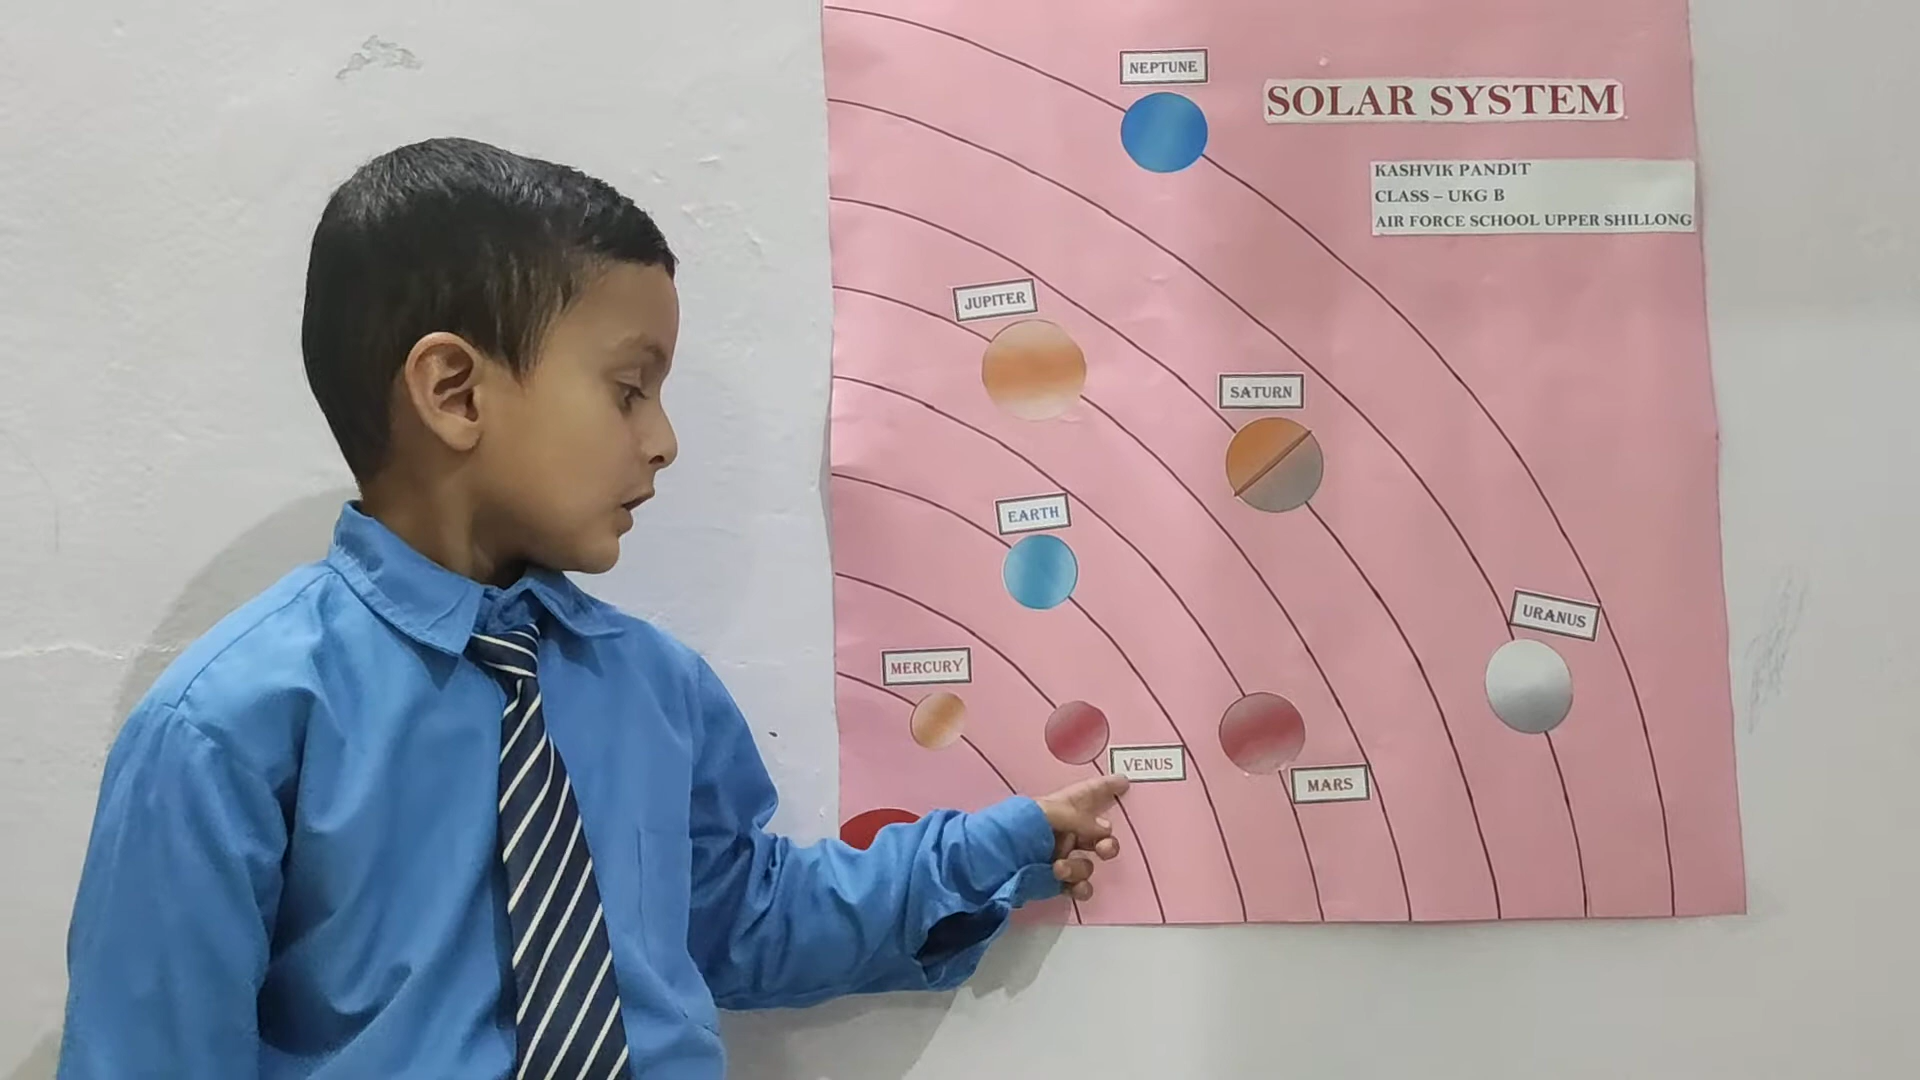 NEPTUNE
SOLAR SYSTEM
KASHVIK PANDIT
CLASS – UKG B
AIR FORCE SCHOOL UPPER SHILLONG
JUPITER
SATURN
EARTH
URANUS
MERCURY
VENUS
MARS